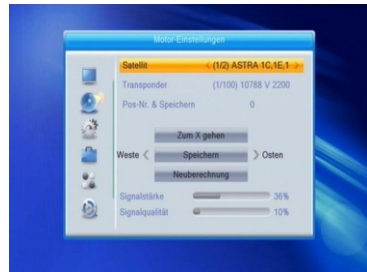 Motor-Einstellungen
Satellit < (1/2) ASTRA 1C,1E,1 >
Transponder (1/100) 10788 V 2200
Pos-Nr. & Speichern 0
Zum X gehen
Weste < Speichern > Osten
Neuberechnung
Signalstärke 36%
Signalqualität 10%